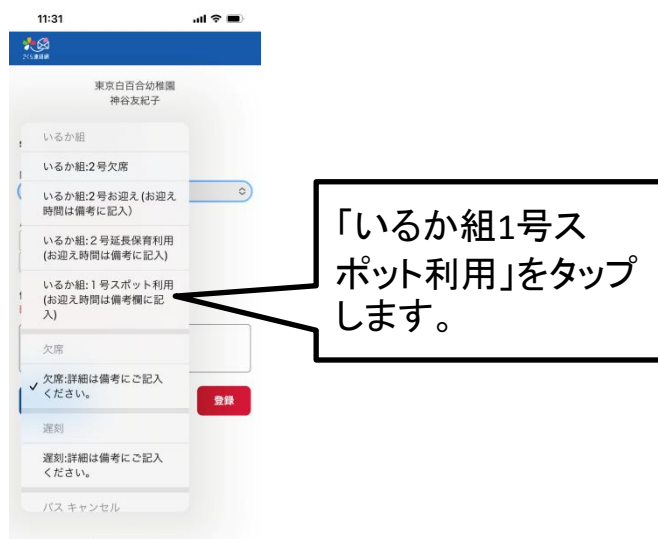 11:31
さくら連絡網
東京白百合幼稚園
神谷友紀子
いるか組
いるか組:2号欠席
いるか組:2号お迎え(お迎え
時間は備考に記入)
いるか組:２号延長保育利用
(お迎え時間は備考に記入)
いるか組:１号スポット利用
(お迎え時間は備考欄に記
入)
欠席
欠席:詳細は備考にご記入
ください。
登録
遅刻
遅刻:詳細は備考にご記入
ください。
バス キャンセル
「いるか組1号ス
ポット利用」をタップ
します。